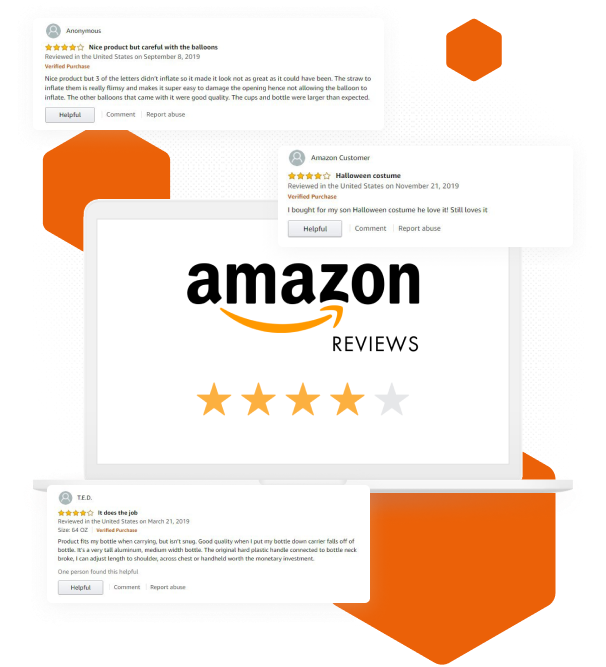 Anonymous
Nice product but careful with the balloons
Reviewed in the United States on September 8, 2019
Verified Purchase
Nice product but 3 of the letters didn't inflate so it made it look not as great as it could have been. The straw to
inflate them is really flimsy and makes it super easy to damage the opening hence not allowing the balloon to
inflate. The other balloons that came with it were good quality. The cups and bottle were larger than expected.
Helpful | Comment | Report abuse
Amazon Customer
Halloween costume
Reviewed in the United States on November 21, 2019
Verified Purchase
I bought for my son Halloween costume he love it! Still loves it
Helpful | Comment | Report abuse
amazon
REVIEWS
T.E.D.
It does the job
Reviewed in the United States on March 21, 2019
Size: 64 OZ | Verified Purchase
Product fits my bottle when carrying, but isn't snug. Good quality when I put my bottle down carrier falls off of
bottle. It's a very tall aluminum, medium width bottle. The original hard plastic handle connected to bottle neck
broke, I can adjust length to shoulder, across chest or handheld worth the monetary investment.
One person found this helpful
Helpful | Comment | Report abuse